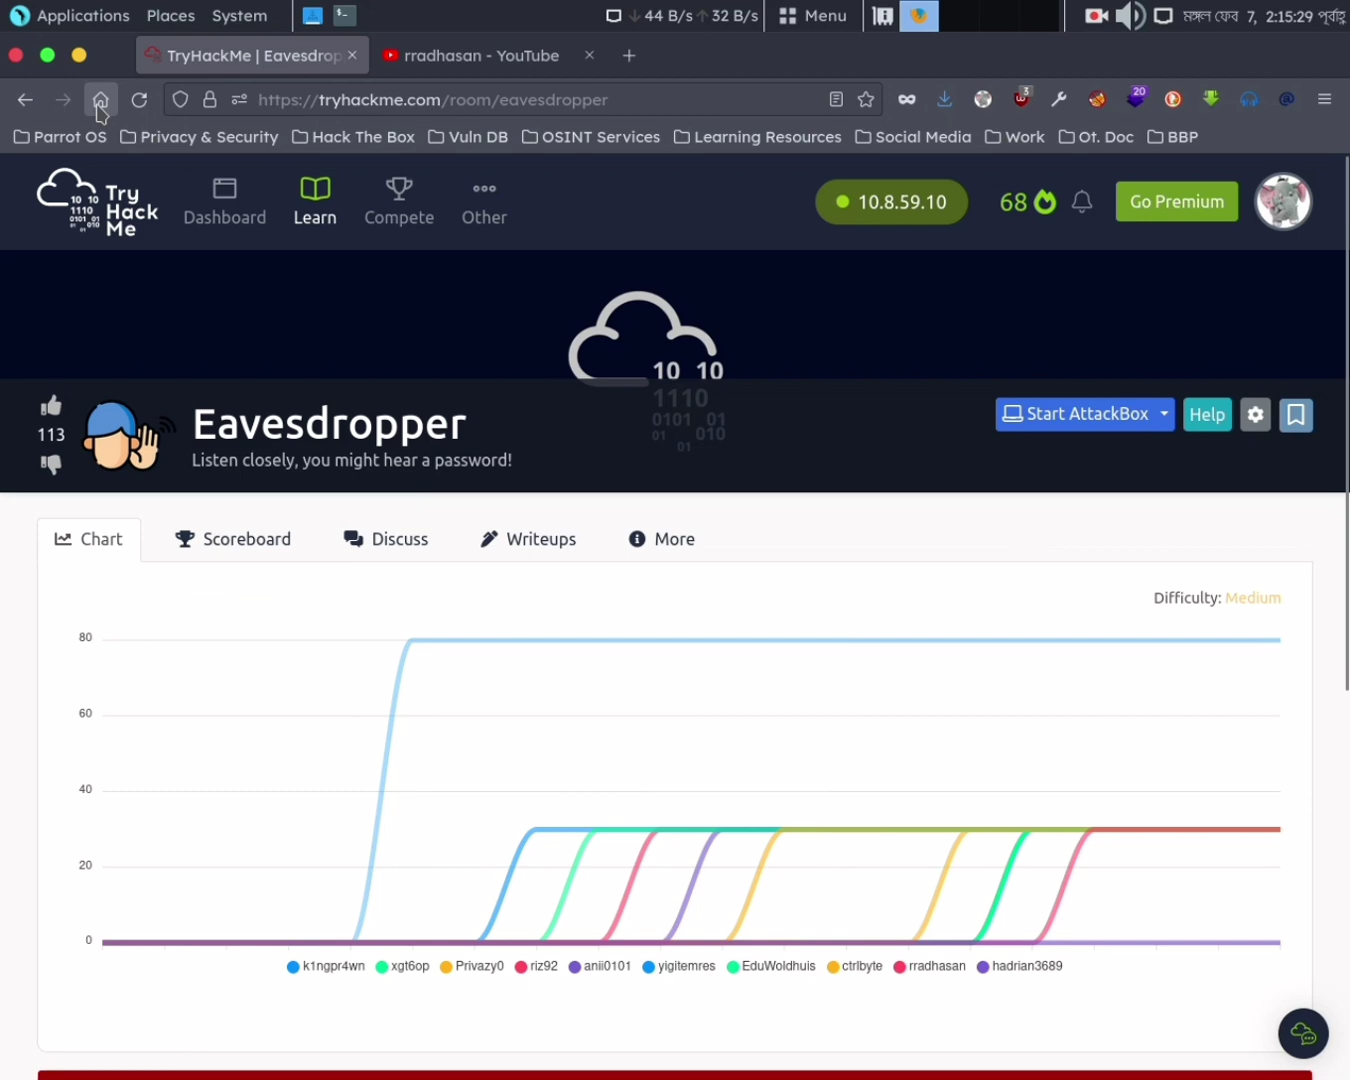 Applications Places System 44 B/s 32 B/s Menu মঙ্গল ফেব 7, 2:15:29 পূর্বাহ্ণ
TryHackMe | Eavesdrop rradhasan - YouTube
https://tryhackme.com/room/eavesdropper 3 20
Parrot OS Privacy & Security Hack The Box Vuln DB OSINT Services Learning Resources Social Media Work Ot. Doc BBP
Try Hack Me Dashboard Learn Compete Other 10.8.59.10 68 Go Premium
10 10
1110
0101 01
01 010
01
113 Eavesdropper Start AttackBox Help
Listen closely, you might hear a password!
Chart Scoreboard Discuss Writeups More
Difficulty: Medium
80
60
40
20
0
k1ngpr4wn xgt6op Privazy0 riz92 anii0101 yigitemres EduWoldhuis ctrlbyte rradhasan hadrian3689